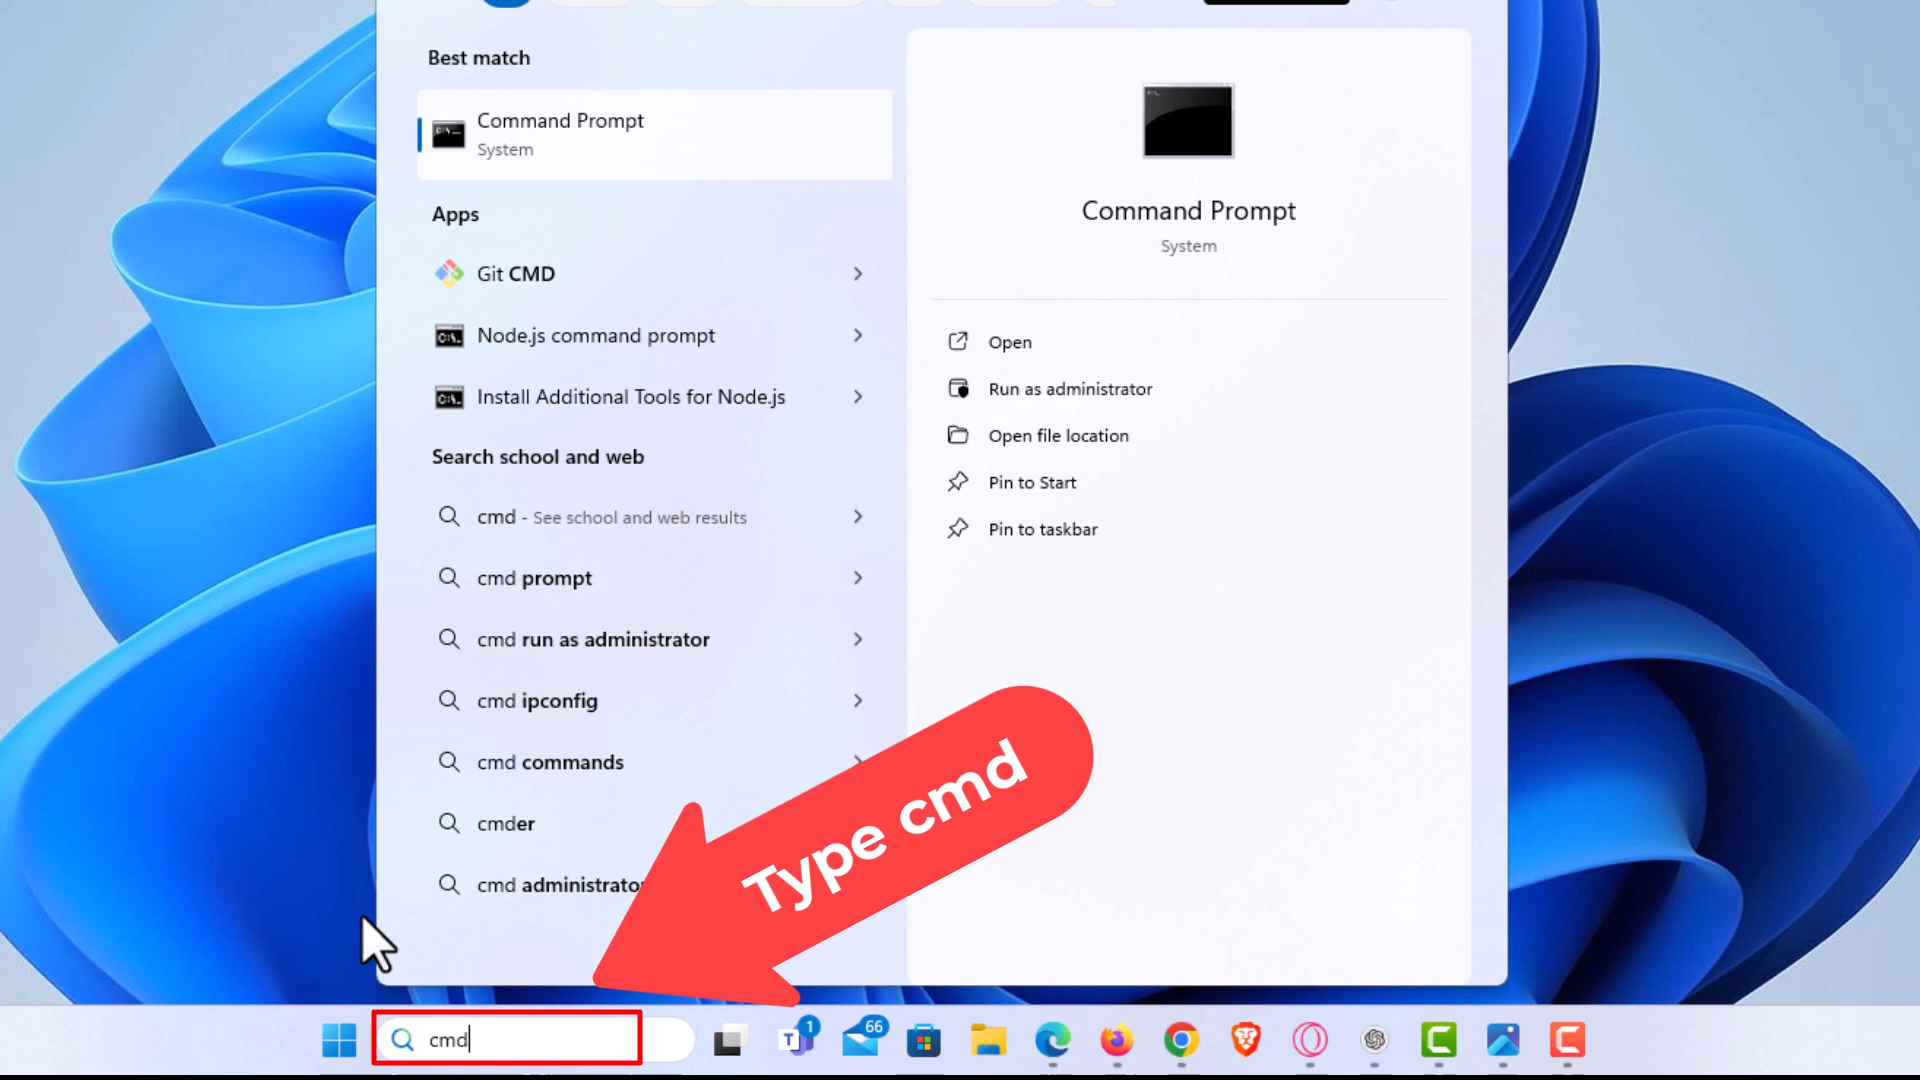 Best match
Command Prompt
System
Apps
Git CMD
Node.js command prompt
Install Additional Tools for Node.js
Search school and web
cmd - See school and web results
cmd prompt
cmd run as administrator
cmd ipconfig
cmd commands
cmder
cmd administrator
Command Prompt
System
Open
Run as administrator
Open file location
Pin to Start
Pin to taskbar
Type cmd
cmd
T
1
66